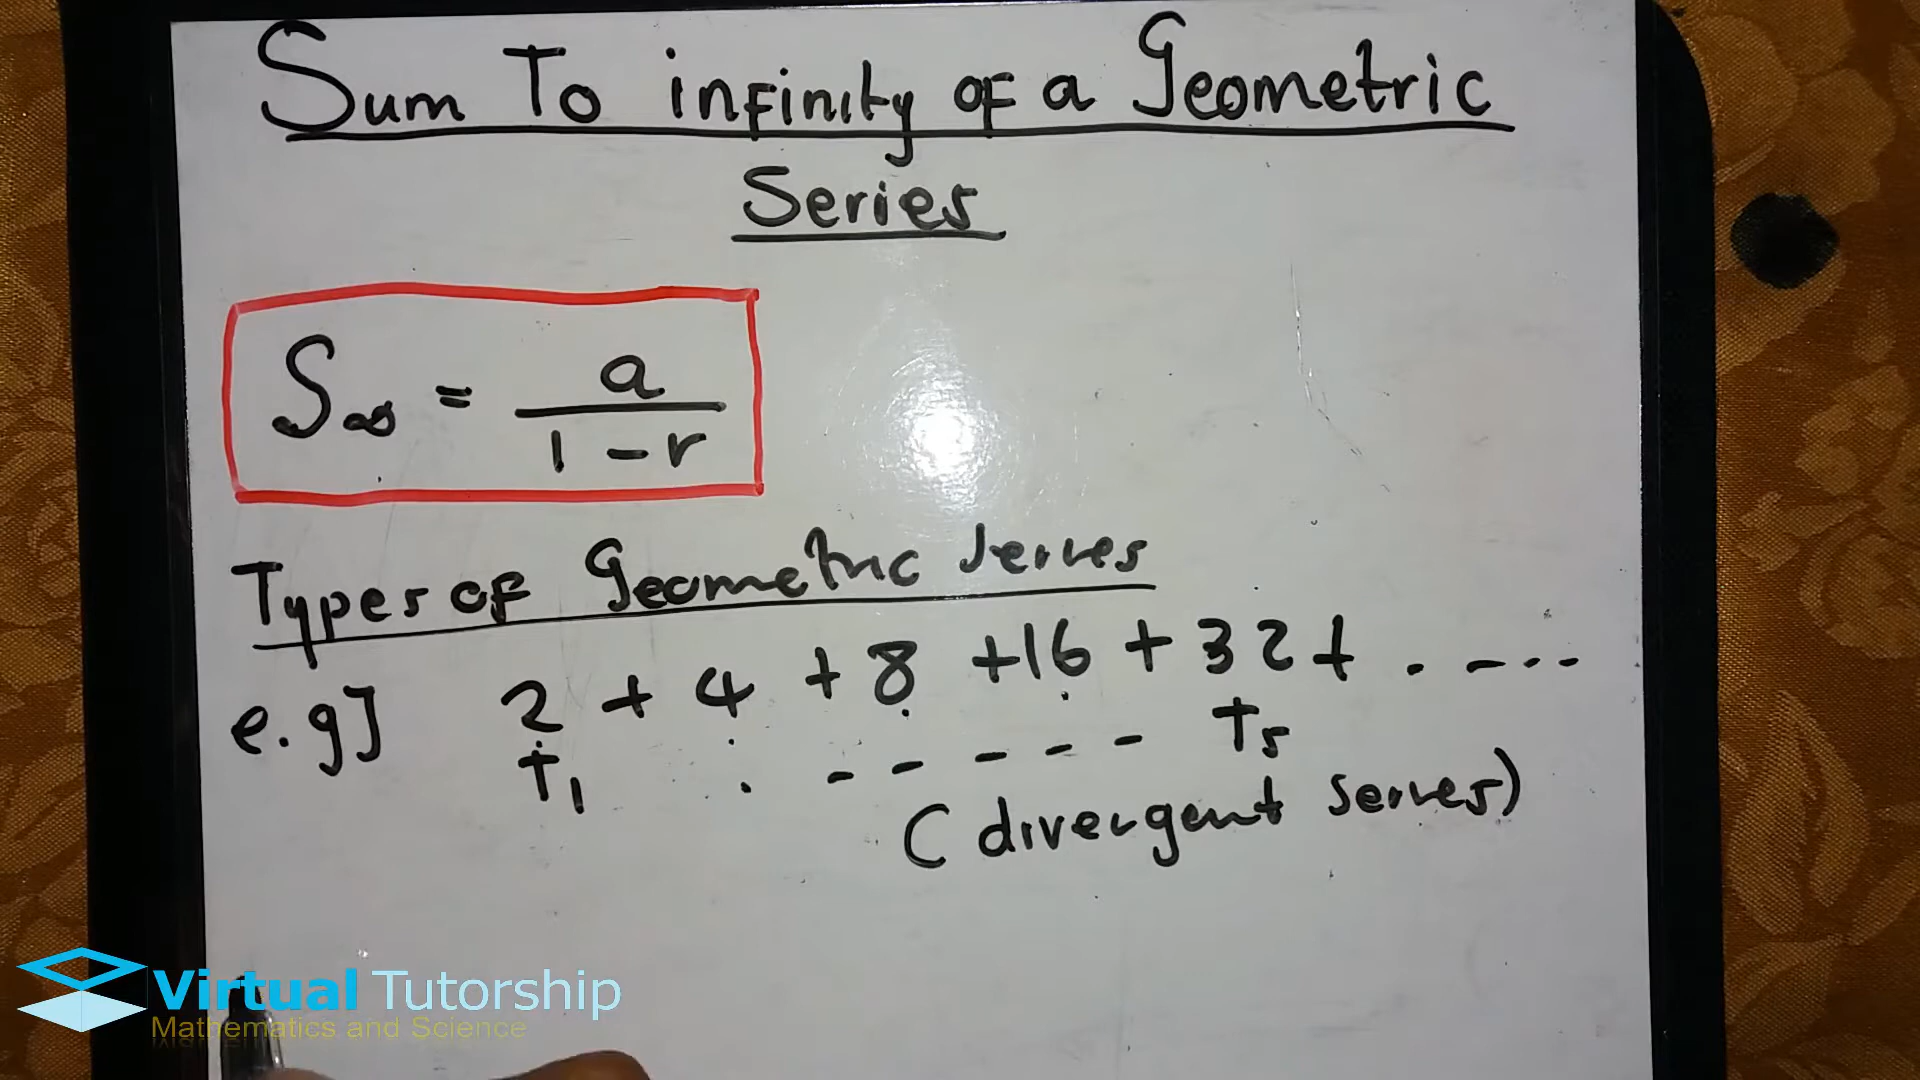 Sum To infinity of a Geometric
Series
S∞ = a / 1 - r
Types of Geometric Series
e.g] 2 + 4 + 8 + 16 + 32 + . - - . .
T1 . - - - - - T5
(divergent series)
Virtual Tutorship
Mathematics and Science